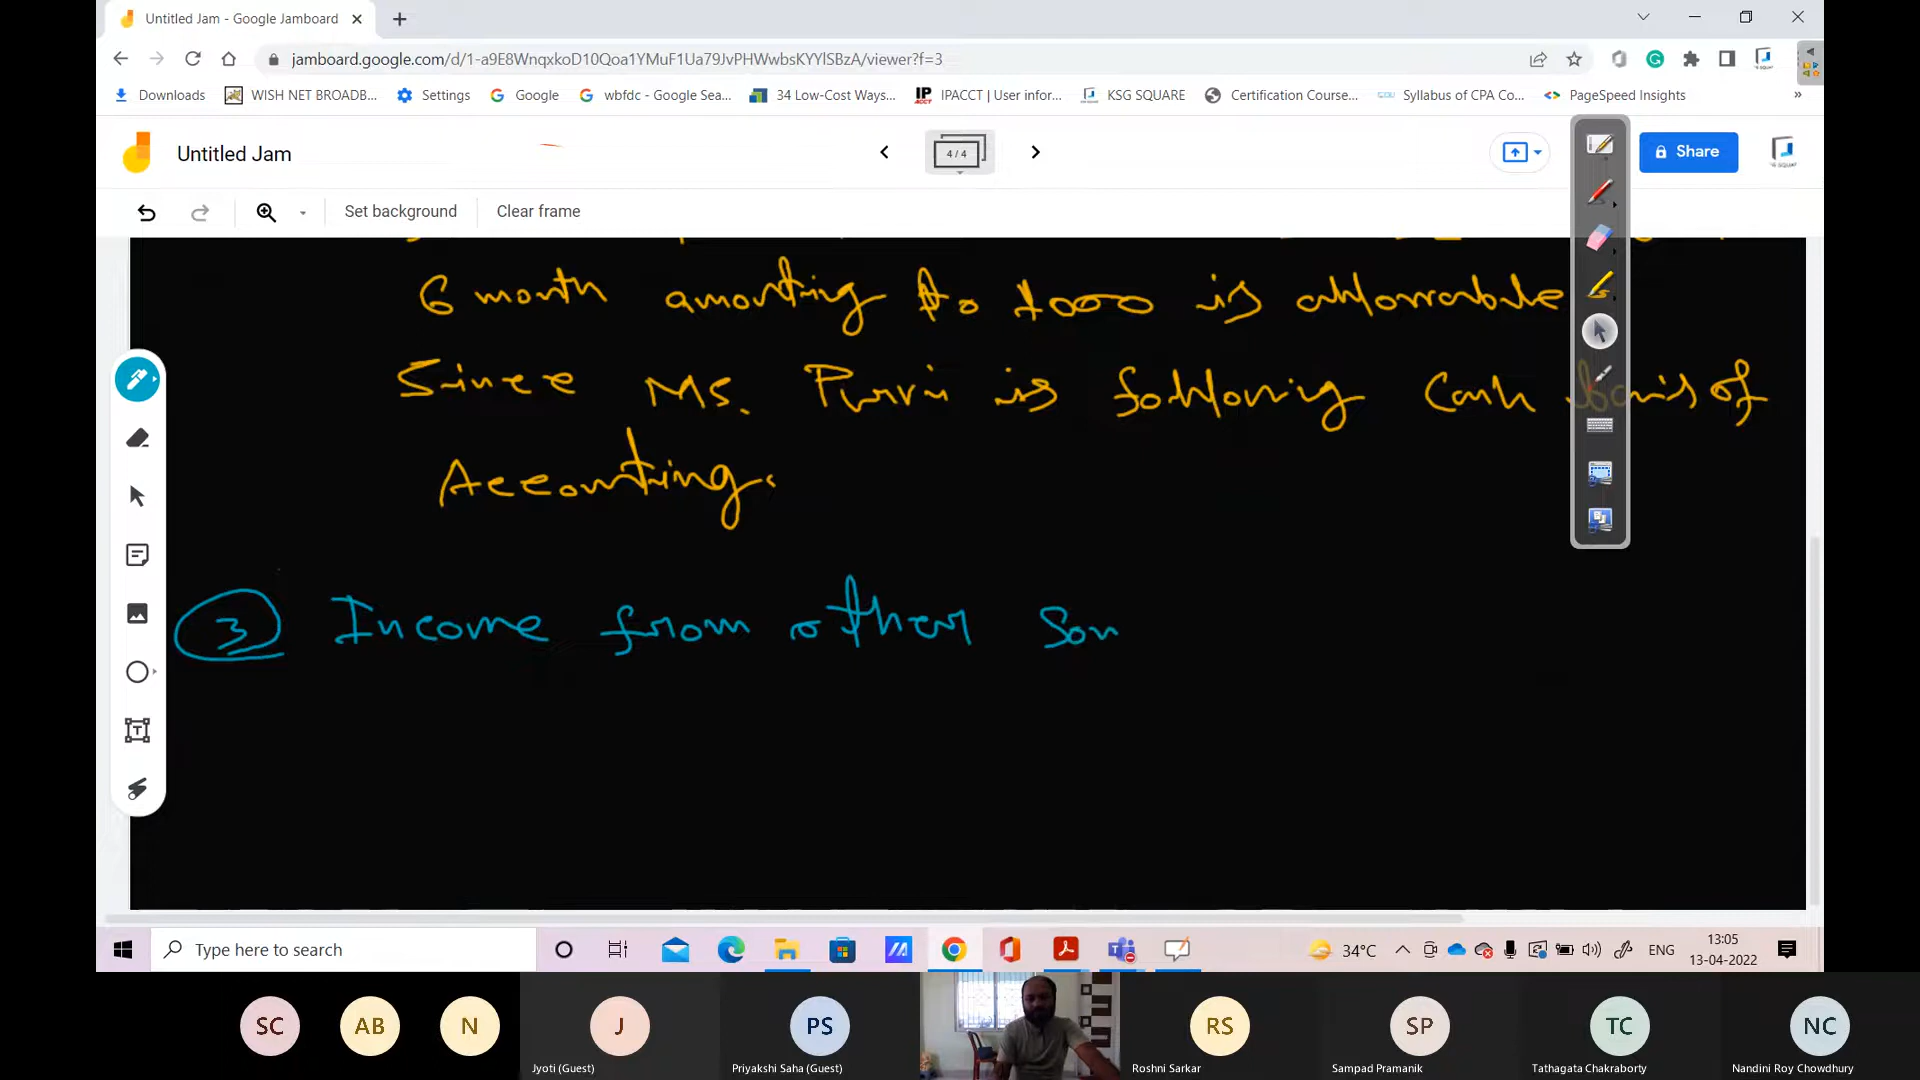 Untitled Jam - Google Jamboard
jamboard.google.com/d/1-a9E8WnqxkoD10Qoa1YMuF1Ua79JvPHWwbsKYYlSBzA/viewer?f=3
Downloads WISH NET BROADB... Settings Google wbfdc - Google Sea... 34 Low-Cost Ways... IP IPACCT | User infor... KSG SQUARE Certification Course... Syllabus of CPA Co... PageSpeed Insights »
Untitled Jam 4 / 4 Share
Set background Clear frame
6 month amounting to 1000 is allowable
Since Ms. Purvi is following Cash basis of
Accounting.
3 Income from other Sou
Type here to search 34°C ENG 13:05
13-04-2022
SC AB N J PS RS SP TC NC
Jyoti (Guest) Priyakshi Saha (Guest) Roshni Sarkar Sampad Pramanik Tathagata Chakraborty Nandini Roy Chowdhury